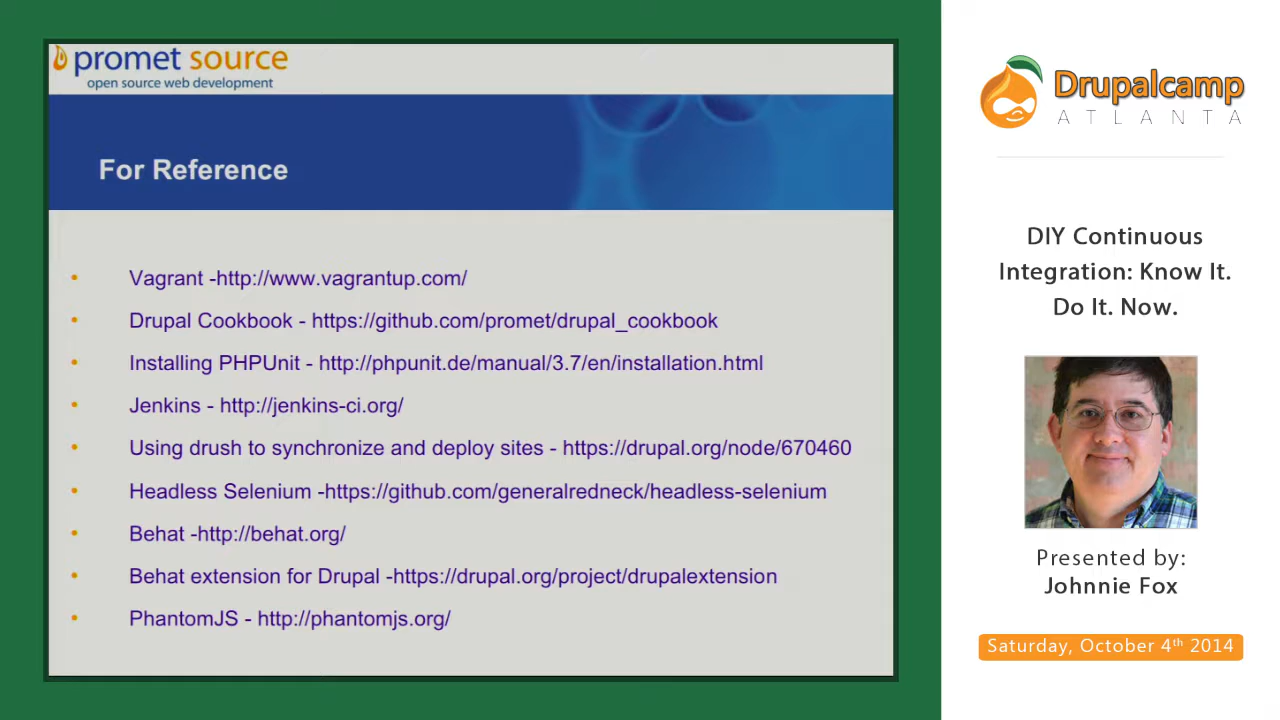 promet source
open source web development
For Reference
• Vagrant -http://www.vagrantup.com/
• Drupal Cookbook - https://github.com/promet/drupal_cookbook
• Installing PHPUnit - http://phpunit.de/manual/3.7/en/installation.html
• Jenkins - http://jenkins-ci.org/
• Using drush to synchronize and deploy sites - https://drupal.org/node/670460
• Headless Selenium -https://github.com/generalredneck/headless-selenium
• Behat -http://behat.org/
• Behat extension for Drupal -https://drupal.org/project/drupalextension
• PhantomJS - http://phantomjs.org/
Drupalcamp
ATLANTA
DIY Continuous
Integration: Know It.
Do It. Now.
Presented by:
Johnnie Fox
Saturday, October 4th 2014